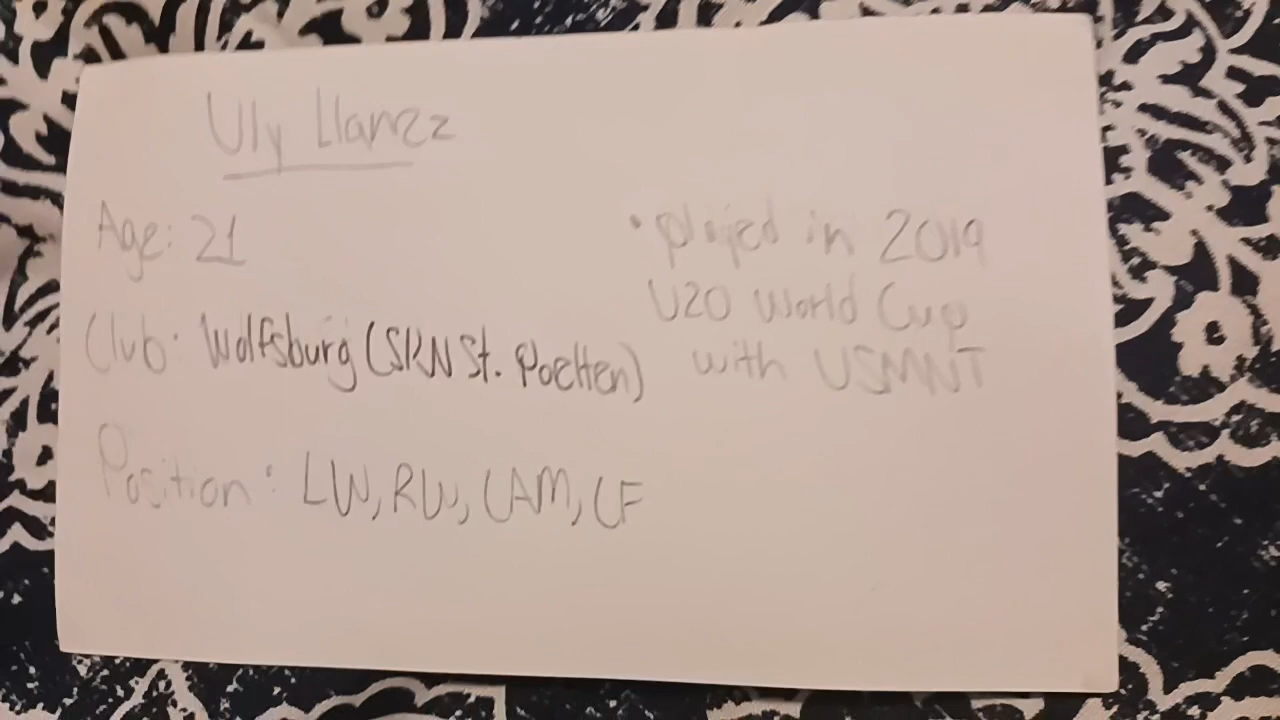 Uly Llanez
Age: 21
Club: Wolfsburg (SKN St. Poelten)
Position: LW, RW, CAM, CF
• played in 2019
U20 World Cup
with USMNT